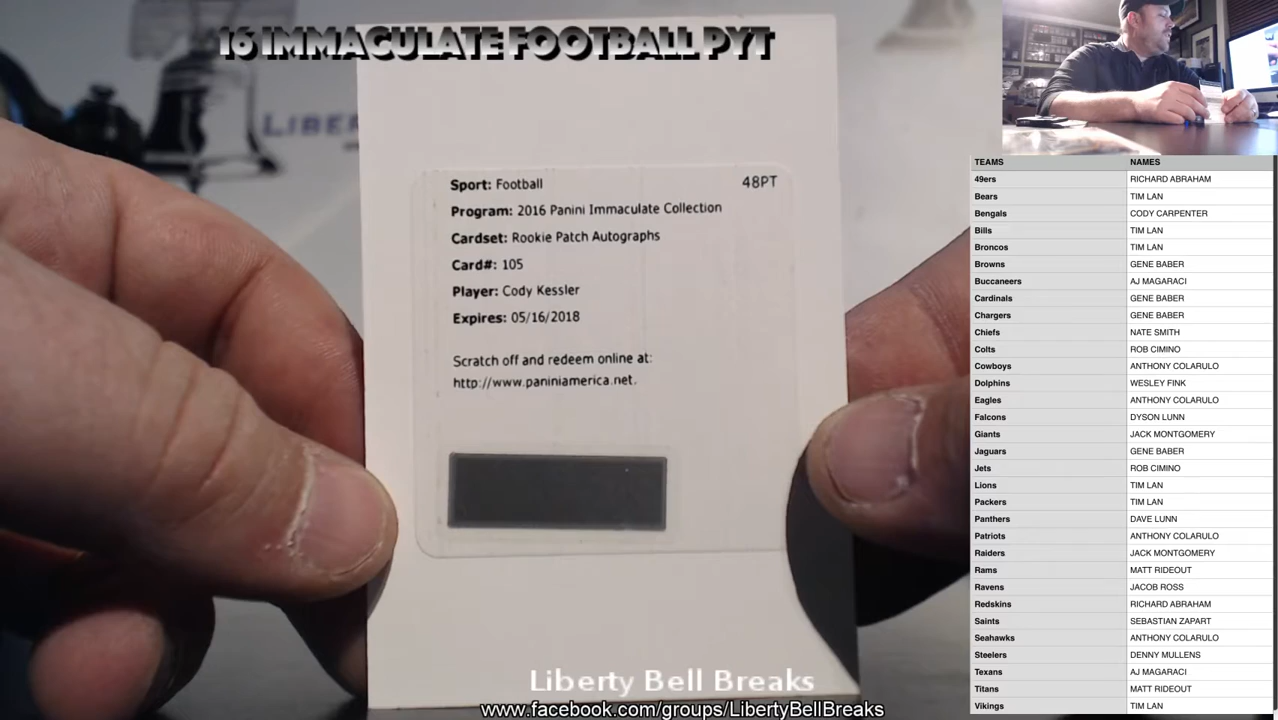 16 IMMACULATE FOOTBALL PYT
LIBER
Sport: Football
48PT
Program: 2016 Panini Immaculate Collection
Cardset: Rookie Patch Autographs
Card#: 105
Player: Cody Kessler
Expires: 05/16/2018
Scratch off and redeem online at:
http://www.paniniamerica.net.
Liberty Bell Breaks
www.facebook.com/groups/LibertyBellBreaks
TEAMS NAMES
49ers RICHARD ABRAHAM
Bears TIM LAN
Bengals CODY CARPENTER
Bills TIM LAN
Broncos TIM LAN
Browns GENE BABER
Buccaneers AJ MAGARACI
Cardinals GENE BABER
Chargers GENE BABER
Chiefs NATE SMITH
Colts ROB CIMINO
Cowboys ANTHONY COLARULO
Dolphins WESLEY FINK
Eagles ANTHONY COLARULO
Falcons DYSON LUNN
Giants JACK MONTGOMERY
Jaguars GENE BABER
Jets ROB CIMINO
Lions TIM LAN
Packers TIM LAN
Panthers DAVE LUNN
Patriots ANTHONY COLARULO
Raiders JACK MONTGOMERY
Rams MATT RIDEOUT
Ravens JACOB ROSS
Redskins RICHARD ABRAHAM
Saints SEBASTIAN ZAPART
Seahawks ANTHONY COLARULO
Steelers DENNY MULLENS
Texans AJ MAGARACI
Titans MATT RIDEOUT
Vikings TIM LAN